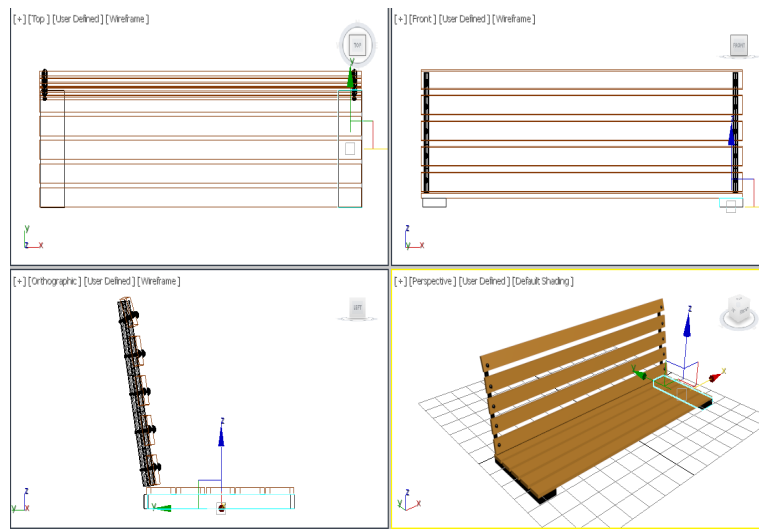 [+] [Top] [User Defined] [Wireframe]
TOP
y
y
z x
[+] [Front] [User Defined] [Wireframe]
FRONT
z
z
y x
[+] [Orthographic] [User Defined] [Wireframe]
LEFT
z
y
z
y x
[+] [Perspective] [User Defined] [Default Shading]
z
y
x
z
y x